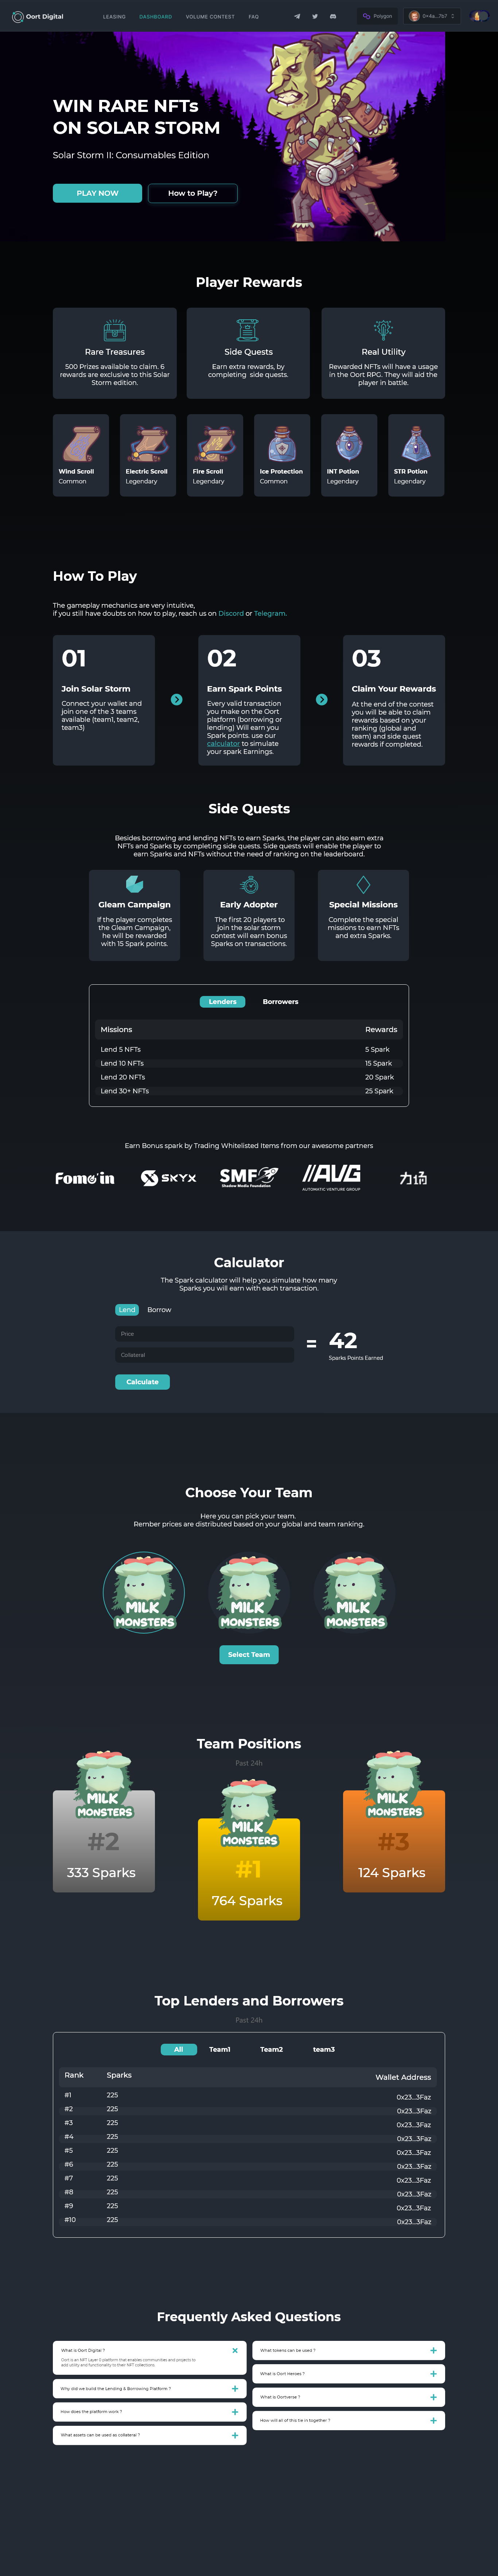 Oort Digital
LEASING
DASHBOARD
VOLUME CONTEST
FAQ
Polygon
0×4a...7b7
WIN RARE NFTs
ON SOLAR STORM
Solar Storm II: Consumables Edition
PLAY NOW
How to Play?
Player Rewards
Rare Treasures
500 Prizes available to claim. 6
rewards are exclusive to this Solar
Storm edition.
Side Quests
Earn extra rewards, by
completing side quests.
Real Utility
Rewarded NFTs will have a usage
in the Oort RPG. They will aid the
player in battle.
Wind Scroll
Common
Electric Scroll
Legendary
Fire Scroll
Legendary
Ice Protection
Common
INT Potion
Legendary
STR Potion
Legendary
How To Play
The gameplay mechanics are very intuitive,
if you still have doubts on how to play, reach us on Discord or Telegram.
01
Join Solar Storm
Connect your wallet and
join one of the 3 teams
available (team1, team2,
team3)
02
Earn Spark Points
Every valid transaction
you make on the Oort
platform (borrowing or
lending) Will earn you
Spark points. use our
calculator to simulate
your spark Earnings.
03
Claim Your Rewards
At the end of the contest
you will be able to claim
rewards based on your
ranking (global and
team) and side quest
rewards if completed.
Side Quests
Besides borrowing and lending NFTs to earn Sparks, the player can also earn extra
NFTs and Sparks by completing side quests. Side quests will enable the player to
earn Sparks and NFTs without the need of ranking on the leaderboard.
Gleam Campaign
If the player completes
the Gleam Campaign,
he will be rewarded
with 15 Spark points.
Early Adopter
The first 20 players to
join the solar storm
contest will earn bonus
Sparks on transactions.
Special Missions
Complete the special
missions to earn NFTs
and extra Sparks.
Lenders
Borrowers
Missions
Rewards
Lend 5 NFTs
5 Spark
Lend 10 NFTs
15 Spark
Lend 20 NFTs
20 Spark
Lend 30+ NFTs
25 Spark
Earn Bonus spark by Trading Whitelisted Items from our awesome partners
SKYX
SMF
Shadow Media Foundation
AVG
AUTOMATIC VENTURE GROUP
Calculator
The Spark calculator will help you simulate how many
Sparks you will earn with each transaction.
Lend
Borrow
Price
Collateral
Calculate
=
42
Sparks Points Earned
Choose Your Team
Here you can pick your team.
Rember prices are distributed based on your global and team ranking.
MILK
MONSTERS
MILK
MONSTERS
MILK
MONSTERS
Select Team
Team Positions
Past 24h
MILK
MONSTERS
#2
333 Sparks
MILK
MONSTERS
#1
764 Sparks
MILK
MONSTERS
#3
124 Sparks
Top Lenders and Borrowers
Past 24h
All
Team1
Team2
team3
Rank
Sparks
Wallet Address
#1
225
0x23...3Faz
#2
225
0x23...3Faz
#3
225
0x23...3Faz
#4
225
0x23...3Faz
#5
225
0x23...3Faz
#6
225
0x23...3Faz
#7
225
0x23...3Faz
#8
225
0x23...3Faz
#9
225
0x23...3Faz
#10
225
0x23...3Faz
Frequently Asked Questions
What is Oort Digital ?
Oort is an NFT Layer 0 platform that enables communities and projects to
add utility and functionality to their NFT collections
Why did we build the Lending & Borrowing Platform ?
How does the platform work ?
What assets can be used as collateral ?
What tokens can be used ?
What is Oort Heroes ?
What is Oortverse ?
How will all of this tie in together ?